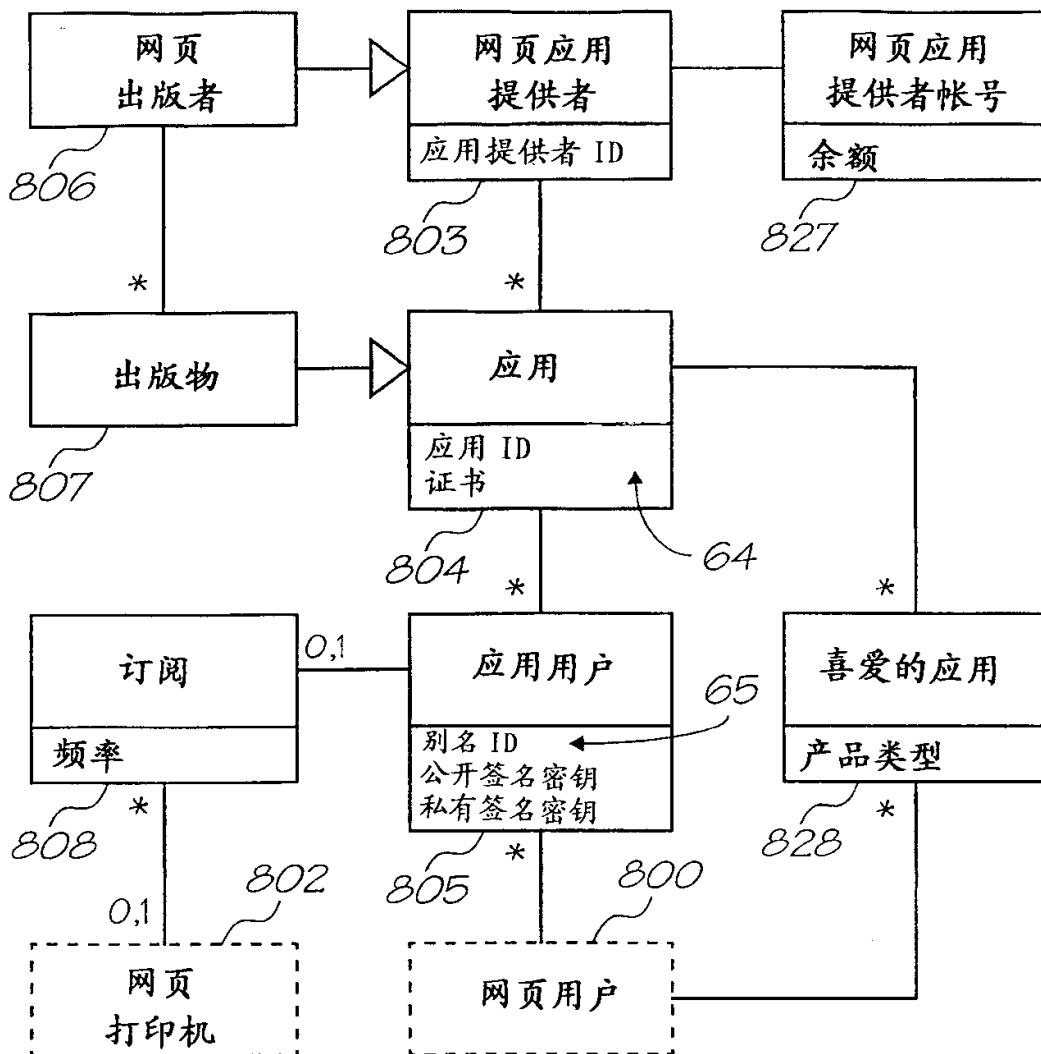 网页
出版者
网页应用
提供者
应用提供者 ID
网页应用
提供者帐号
余额
806
803
827
*
*
出版物
应用
应用 ID
证书
807
804
64
*
*
订阅
频率
0,1
应用用户
别名 ID
公开签名密钥
私有签名密钥
65
喜爱的应用
产品类型
808
*
805
*
828
*
802
800
0,1
网页
打印机
网页用户